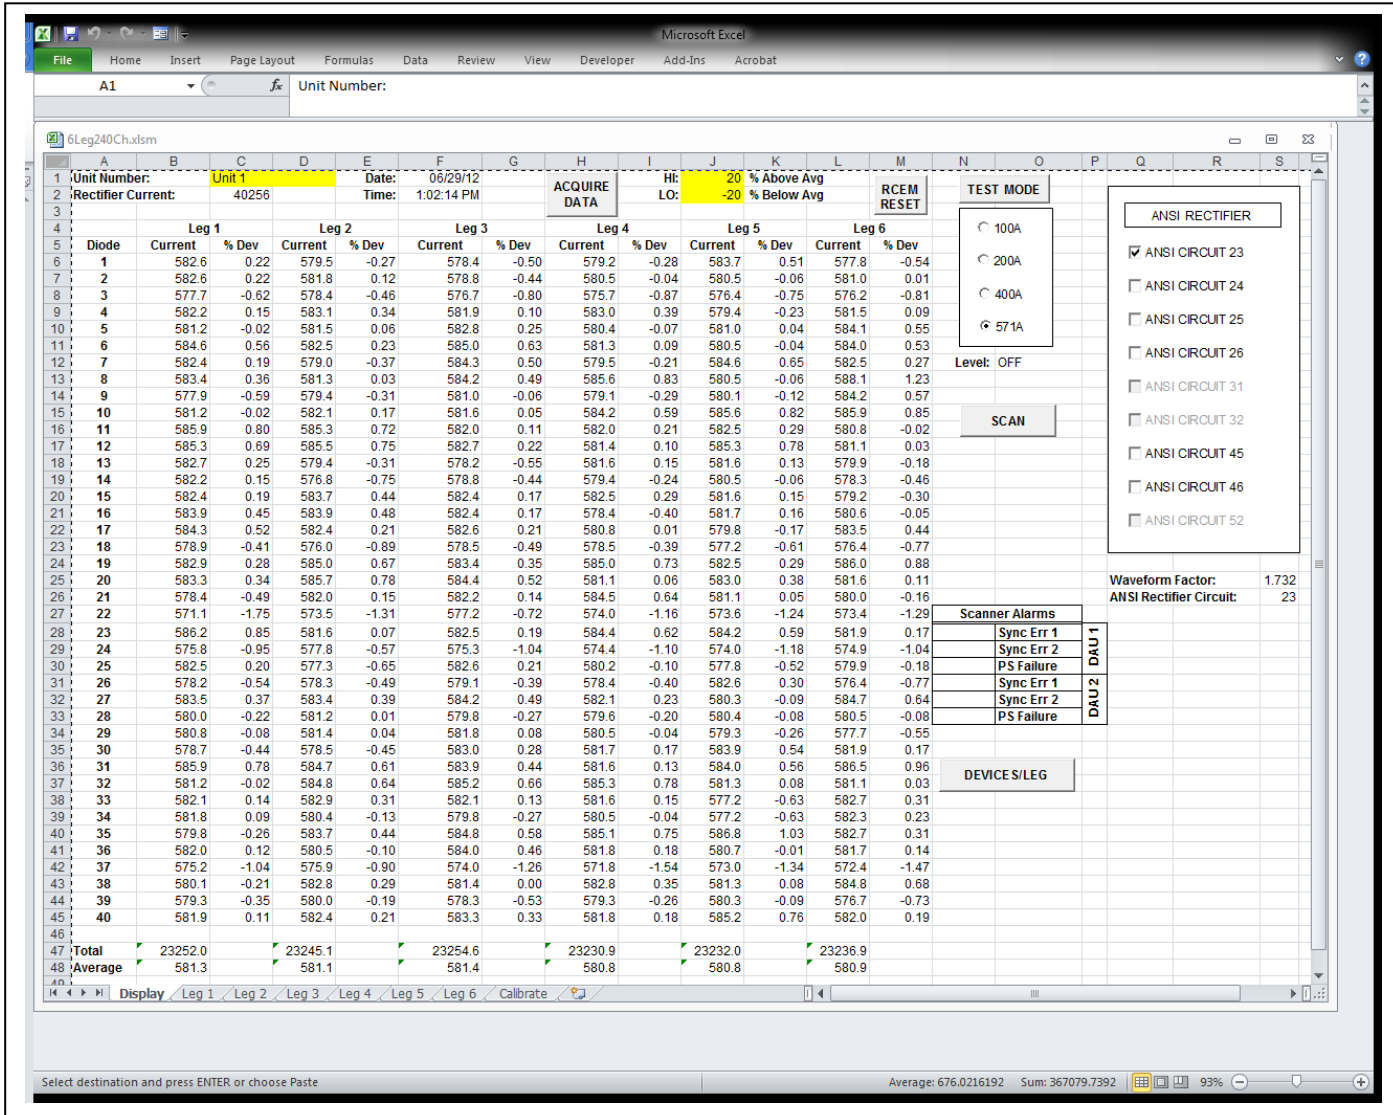 Microsoft Excel
File Home Insert Page Layout Formulas Data Review View Developer Add-Ins Acrobat
A1 fx Unit Number:
6Leg240Ch.xlsm
A B C D E F G H I J K L M N O P Q R S
1 Unit Number: Unit 1 Date: 06/29/12 ACQUIRE DATA HI: 20 % Above Avg RCEM RESET TEST MODE
2 Rectifier Current: 40256 Time: 1:02:14 PM LO: -20 % Below Avg
3
4 Leg 1 Leg 2 Leg 3 Leg 4 Leg 5 Leg 6
5 Diode Current % Dev Current % Dev Current % Dev Current % Dev Current % Dev Current % Dev
6 1 582.6 0.22 579.5 -0.27 578.4 -0.50 579.2 -0.28 583.7 0.51 577.8 -0.54
7 2 582.6 0.22 581.8 0.12 578.8 -0.44 580.5 -0.04 580.5 -0.06 581.0 0.01
8 3 577.7 -0.62 578.4 -0.46 576.7 -0.80 575.7 -0.87 576.4 -0.75 576.2 -0.81
9 4 582.2 0.15 583.1 0.34 581.9 0.10 583.0 0.39 579.4 -0.23 581.5 0.09
10 5 581.2 -0.02 581.5 0.06 582.8 0.25 580.4 -0.07 581.0 0.04 584.1 0.55
11 6 584.6 0.56 582.5 0.23 585.0 0.63 581.3 0.09 580.5 -0.04 584.0 0.53
12 7 582.4 0.19 579.0 -0.37 584.3 0.50 579.5 -0.21 584.6 0.65 582.5 0.27
13 8 583.4 0.36 581.3 0.03 584.2 0.49 585.6 0.83 580.5 -0.06 588.1 1.23
14 9 577.9 -0.59 579.4 -0.31 581.0 -0.06 579.1 -0.29 580.1 -0.12 584.2 0.57
15 10 581.2 -0.02 582.1 0.17 581.6 0.05 584.2 0.59 585.6 0.82 585.9 0.85
16 11 585.9 0.80 585.3 0.72 582.0 0.11 582.0 0.21 582.5 0.29 580.8 -0.02
17 12 585.3 0.69 585.5 0.75 582.7 0.22 581.4 0.10 585.3 0.78 581.1 0.03
18 13 582.7 0.25 579.4 -0.31 578.2 -0.55 581.6 0.15 581.6 0.13 579.9 -0.18
19 14 582.2 0.15 576.8 -0.75 578.8 -0.44 579.4 -0.24 580.5 -0.06 578.3 -0.46
20 15 582.4 0.19 583.7 0.44 582.4 0.17 582.5 0.29 581.6 0.15 579.2 -0.30
21 16 583.9 0.45 583.9 0.48 582.4 0.17 578.4 -0.40 581.7 0.16 580.6 -0.05
22 17 584.3 0.52 582.4 0.21 582.6 0.21 580.8 0.01 579.8 -0.17 583.5 0.44
23 18 578.9 -0.41 576.0 -0.89 578.5 -0.49 578.5 -0.39 577.2 -0.61 576.4 -0.77
24 19 582.9 0.28 585.0 0.67 583.4 0.35 585.0 0.73 582.5 0.29 586.0 0.88
25 20 583.3 0.34 585.7 0.78 584.4 0.52 581.1 0.06 583.0 0.38 581.6 0.11
26 21 578.4 -0.49 582.0 0.15 582.2 0.14 584.5 0.64 581.1 0.05 580.0 -0.16
27 22 571.1 -1.75 573.5 -1.31 577.2 -0.72 574.0 -1.16 573.6 -1.24 573.4 -1.29
28 23 586.2 0.85 581.6 0.07 582.5 0.19 584.4 0.62 584.2 0.59 581.9 0.17
29 24 575.8 -0.95 577.8 -0.57 575.3 -1.04 574.4 -1.10 574.0 -1.18 574.9 -1.04
30 25 582.5 0.20 577.3 -0.65 582.6 0.21 580.2 -0.10 577.8 -0.52 579.9 -0.18
31 26 578.2 -0.54 578.3 -0.49 579.1 -0.39 578.4 -0.40 582.6 0.30 576.4 -0.77
32 27 583.5 0.37 583.4 0.39 584.2 0.49 582.1 0.23 580.3 -0.09 584.7 0.64
33 28 580.0 -0.22 581.2 0.01 579.8 -0.27 579.6 -0.20 580.4 -0.08 580.5 -0.08
34 29 580.8 -0.08 581.4 0.04 581.8 0.08 580.5 -0.04 579.3 -0.26 577.7 -0.55
35 30 578.7 -0.44 578.5 -0.45 583.0 0.28 581.7 0.17 583.9 0.54 581.9 0.17
36 31 585.9 0.78 584.7 0.61 583.9 0.44 581.6 0.13 584.0 0.56 586.5 0.96
37 32 581.2 -0.02 584.8 0.64 585.2 0.66 585.3 0.78 581.3 0.08 581.1 0.03
38 33 582.1 0.14 582.9 0.31 582.1 0.13 581.6 0.15 577.2 -0.63 582.7 0.31
39 34 581.8 0.09 580.4 -0.13 579.8 -0.27 580.5 -0.04 577.2 -0.63 582.3 0.23
40 35 579.8 -0.26 583.7 0.44 584.8 0.58 585.1 0.75 586.8 1.03 582.7 0.31
41 36 582.0 0.12 580.5 -0.10 584.0 0.46 581.8 0.18 580.7 -0.01 581.7 0.14
42 37 575.2 -1.04 575.9 -0.90 574.0 -1.26 571.8 -1.54 573.0 -1.34 572.4 -1.47
43 38 580.1 -0.21 582.8 0.29 581.4 0.00 582.8 0.35 581.3 0.08 584.8 0.68
44 39 579.3 -0.35 580.0 -0.19 578.3 -0.53 579.3 -0.26 580.3 -0.09 576.7 -0.73
45 40 581.9 0.11 582.4 0.21 583.3 0.33 581.8 0.18 585.2 0.76 582.0 0.19
46
47 Total 23252.0 23245.1 23254.6 23230.9 23232.0 23236.9
48 Average 581.3 581.1 581.4 580.8 580.8 580.9
49
100A
200A
400A
571A
Level: OFF
SCAN
Scanner Alarms
Sync Err 1
Sync Err 2
PS Failure
DAU 1
Sync Err 1
Sync Err 2
PS Failure
DAU 2
DEVICES/LEG
ANSI RECTIFIER
ANSI CIRCUIT 23
ANSI CIRCUIT 24
ANSI CIRCUIT 25
ANSI CIRCUIT 26
ANSI CIRCUIT 31
ANSI CIRCUIT 32
ANSI CIRCUIT 45
ANSI CIRCUIT 46
ANSI CIRCUIT 52
Waveform Factor: 1.732
ANSI Rectifier Circuit: 23
Display Leg 1 Leg 2 Leg 3 Leg 4 Leg 5 Leg 6 Calibrate
Select destination and press ENTER or choose Paste Average: 676.0216192 Sum: 367079.7392 93%